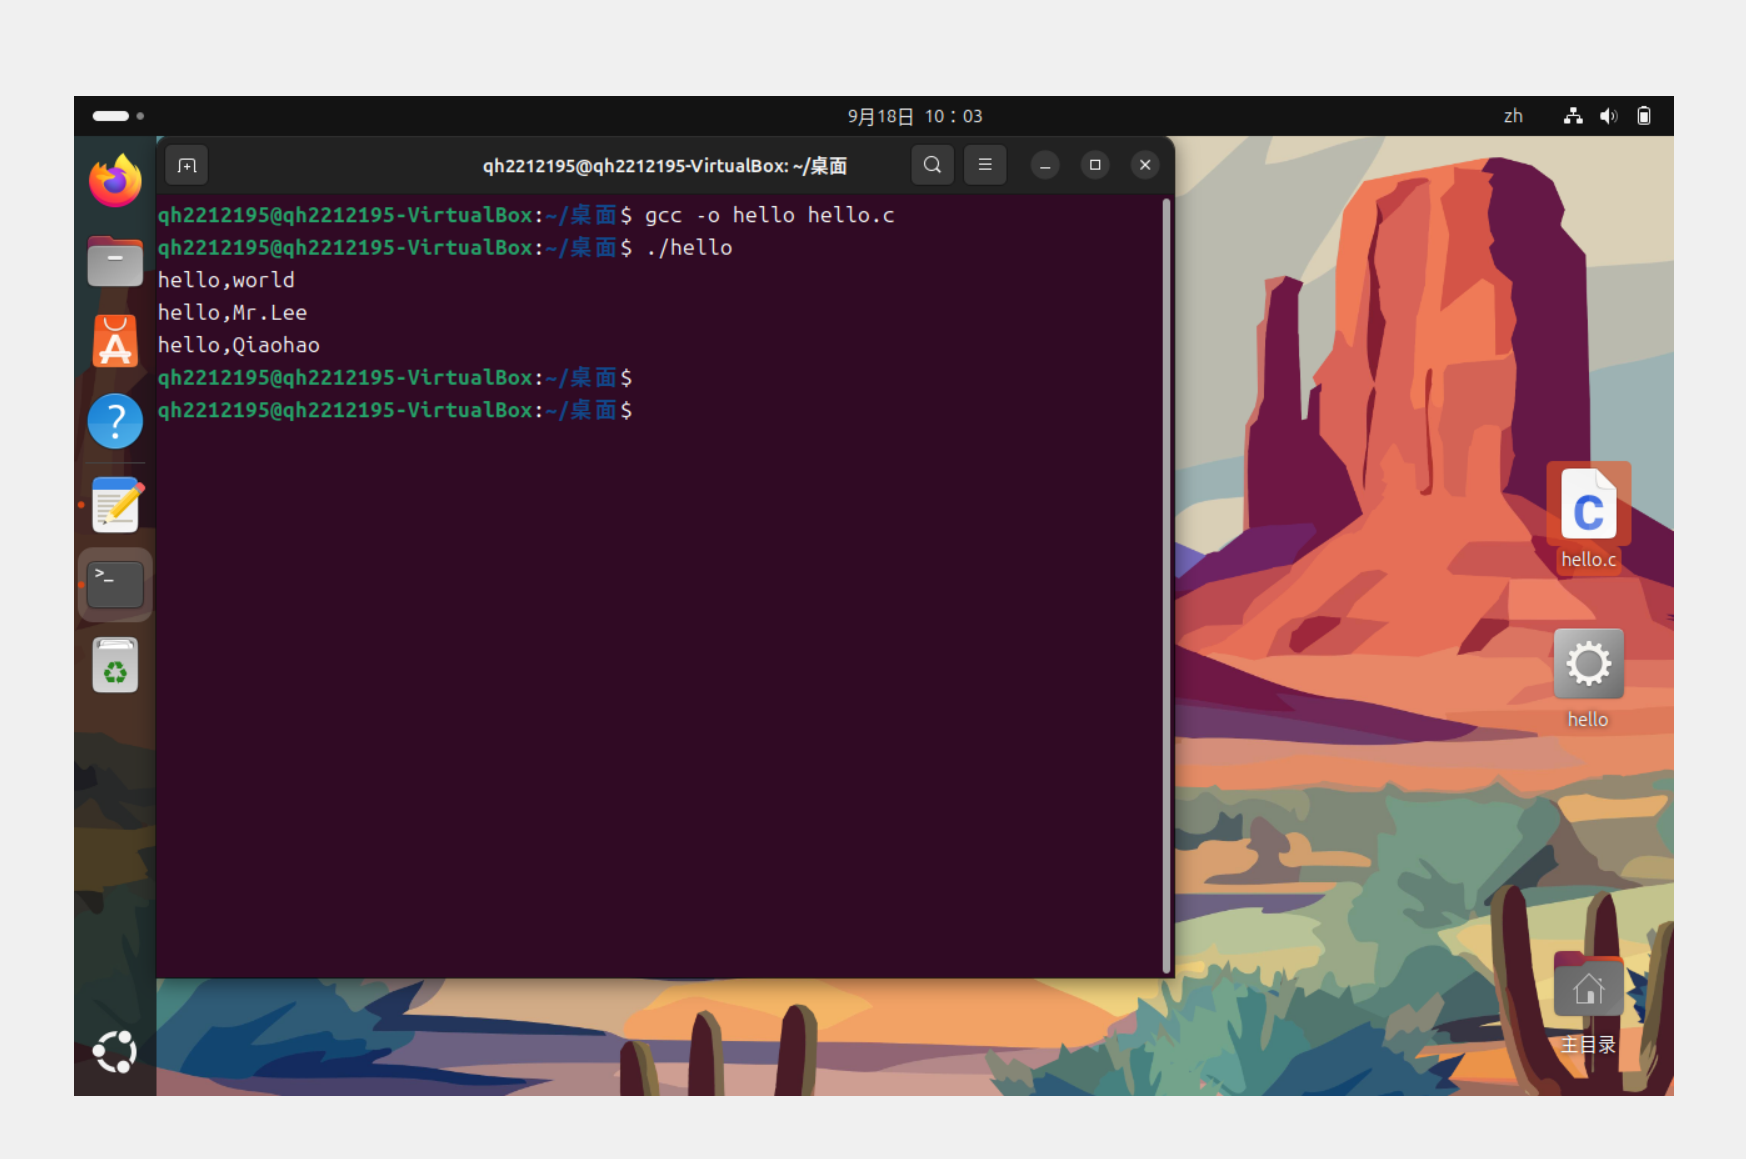 9月18日 10：03
zh
qh2212195@qh2212195-VirtualBox: ~/桌面
qh2212195@qh2212195-VirtualBox:~/桌面$ gcc -o hello hello.c
qh2212195@qh2212195-VirtualBox:~/桌面$ ./hello
hello,world
hello,Mr.Lee
hello,Qiaohao
qh2212195@qh2212195-VirtualBox:~/桌面$
qh2212195@qh2212195-VirtualBox:~/桌面$
hello.c
hello
主目录